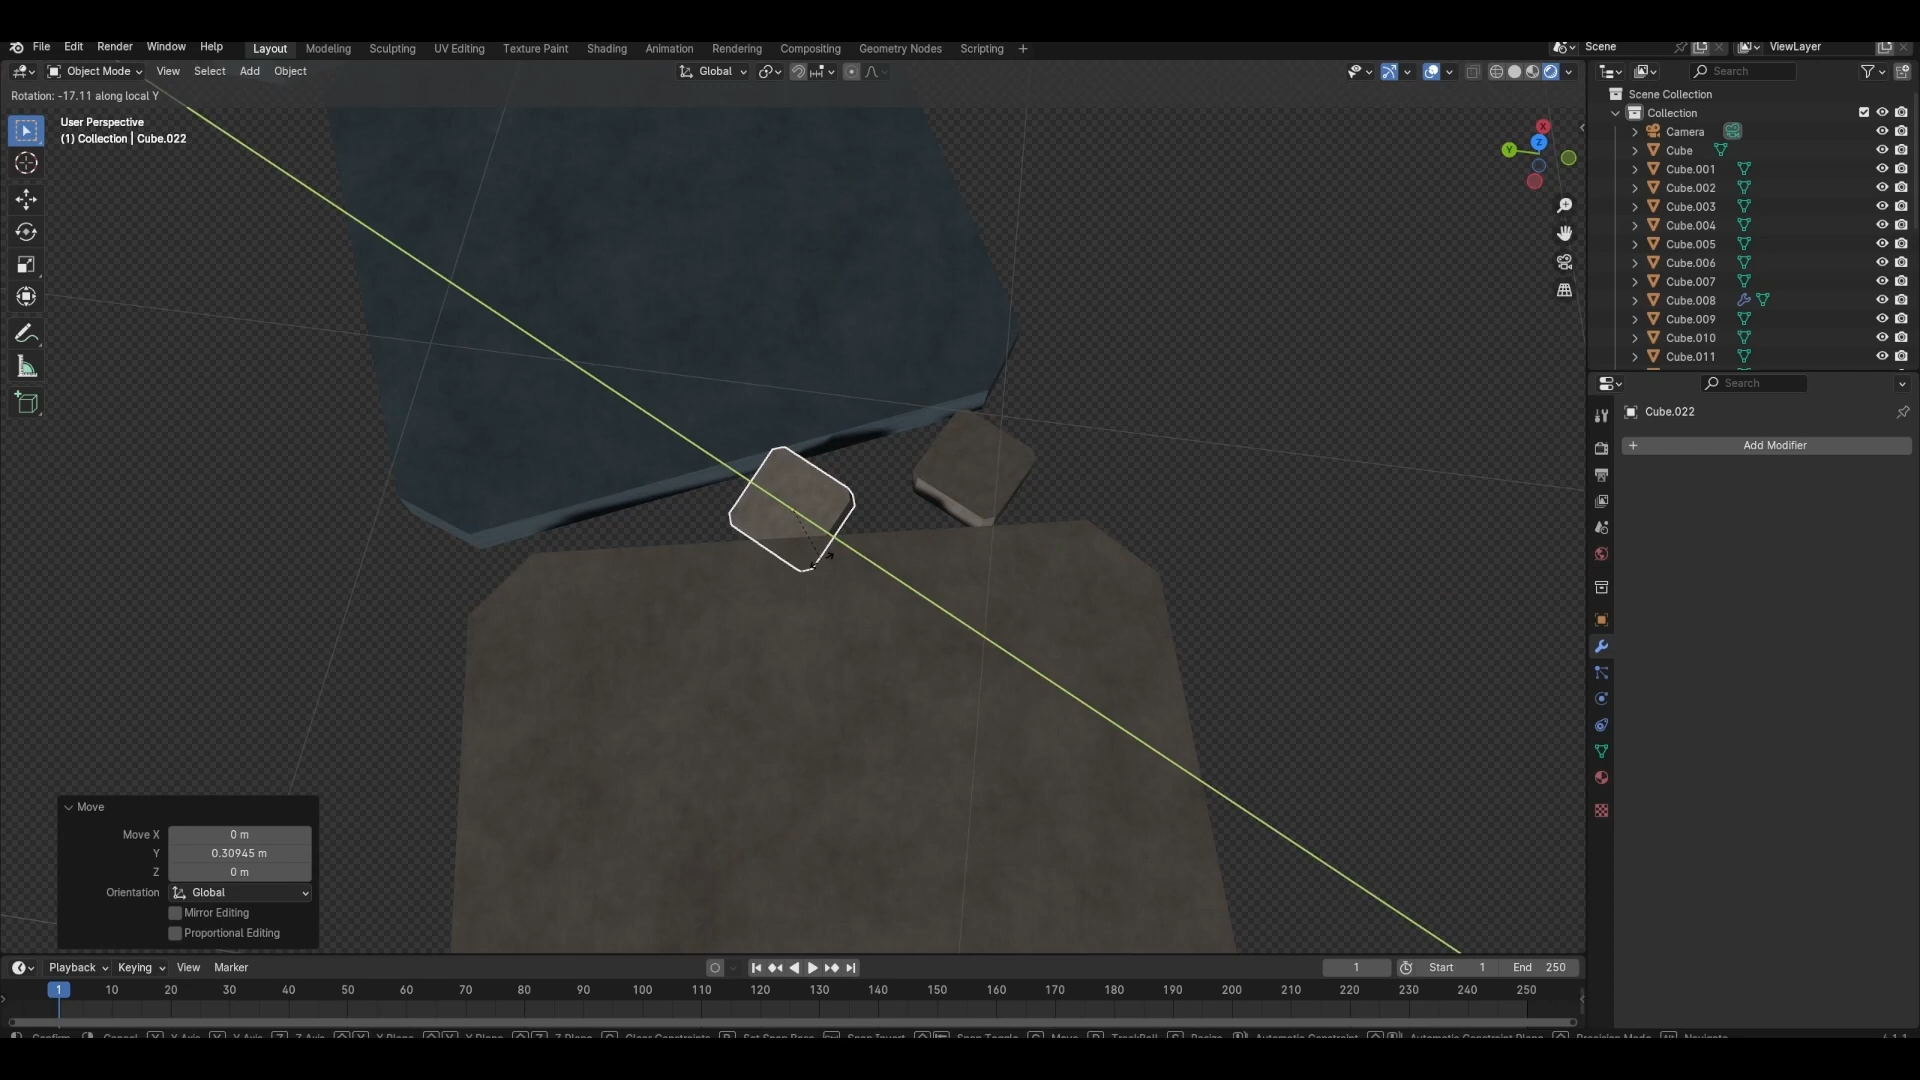 File Edit Render Window Help
Layout Modeling Sculpting UV Editing Texture Paint Shading Animation Rendering Compositing Geometry Nodes Scripting +
Scene
ViewLayer
Object Mode View Select Add Object
Global
Search
Rotation: -17.11 along local Y
User Perspective
(1) Collection | Cube.022
X
Y
Z
Scene Collection
Collection
Camera
Cube
Cube.001
Cube.002
Cube.003
Cube.004
Cube.005
Cube.006
Cube.007
Cube.008
Cube.009
Cube.010
Cube.011
Search
Cube.022
+ Add Modifier
Move
Move X 0 m
Y 0.30945 m
Z 0 m
Orientation Global
Mirror Editing
Proportional Editing
Playback Keying View Marker
1 Start 1 End 250
1 10 20 30 40 50 60 70 80 90 100 110 120 130 140 150 160 170 180 190 200 210 220 230 240 250